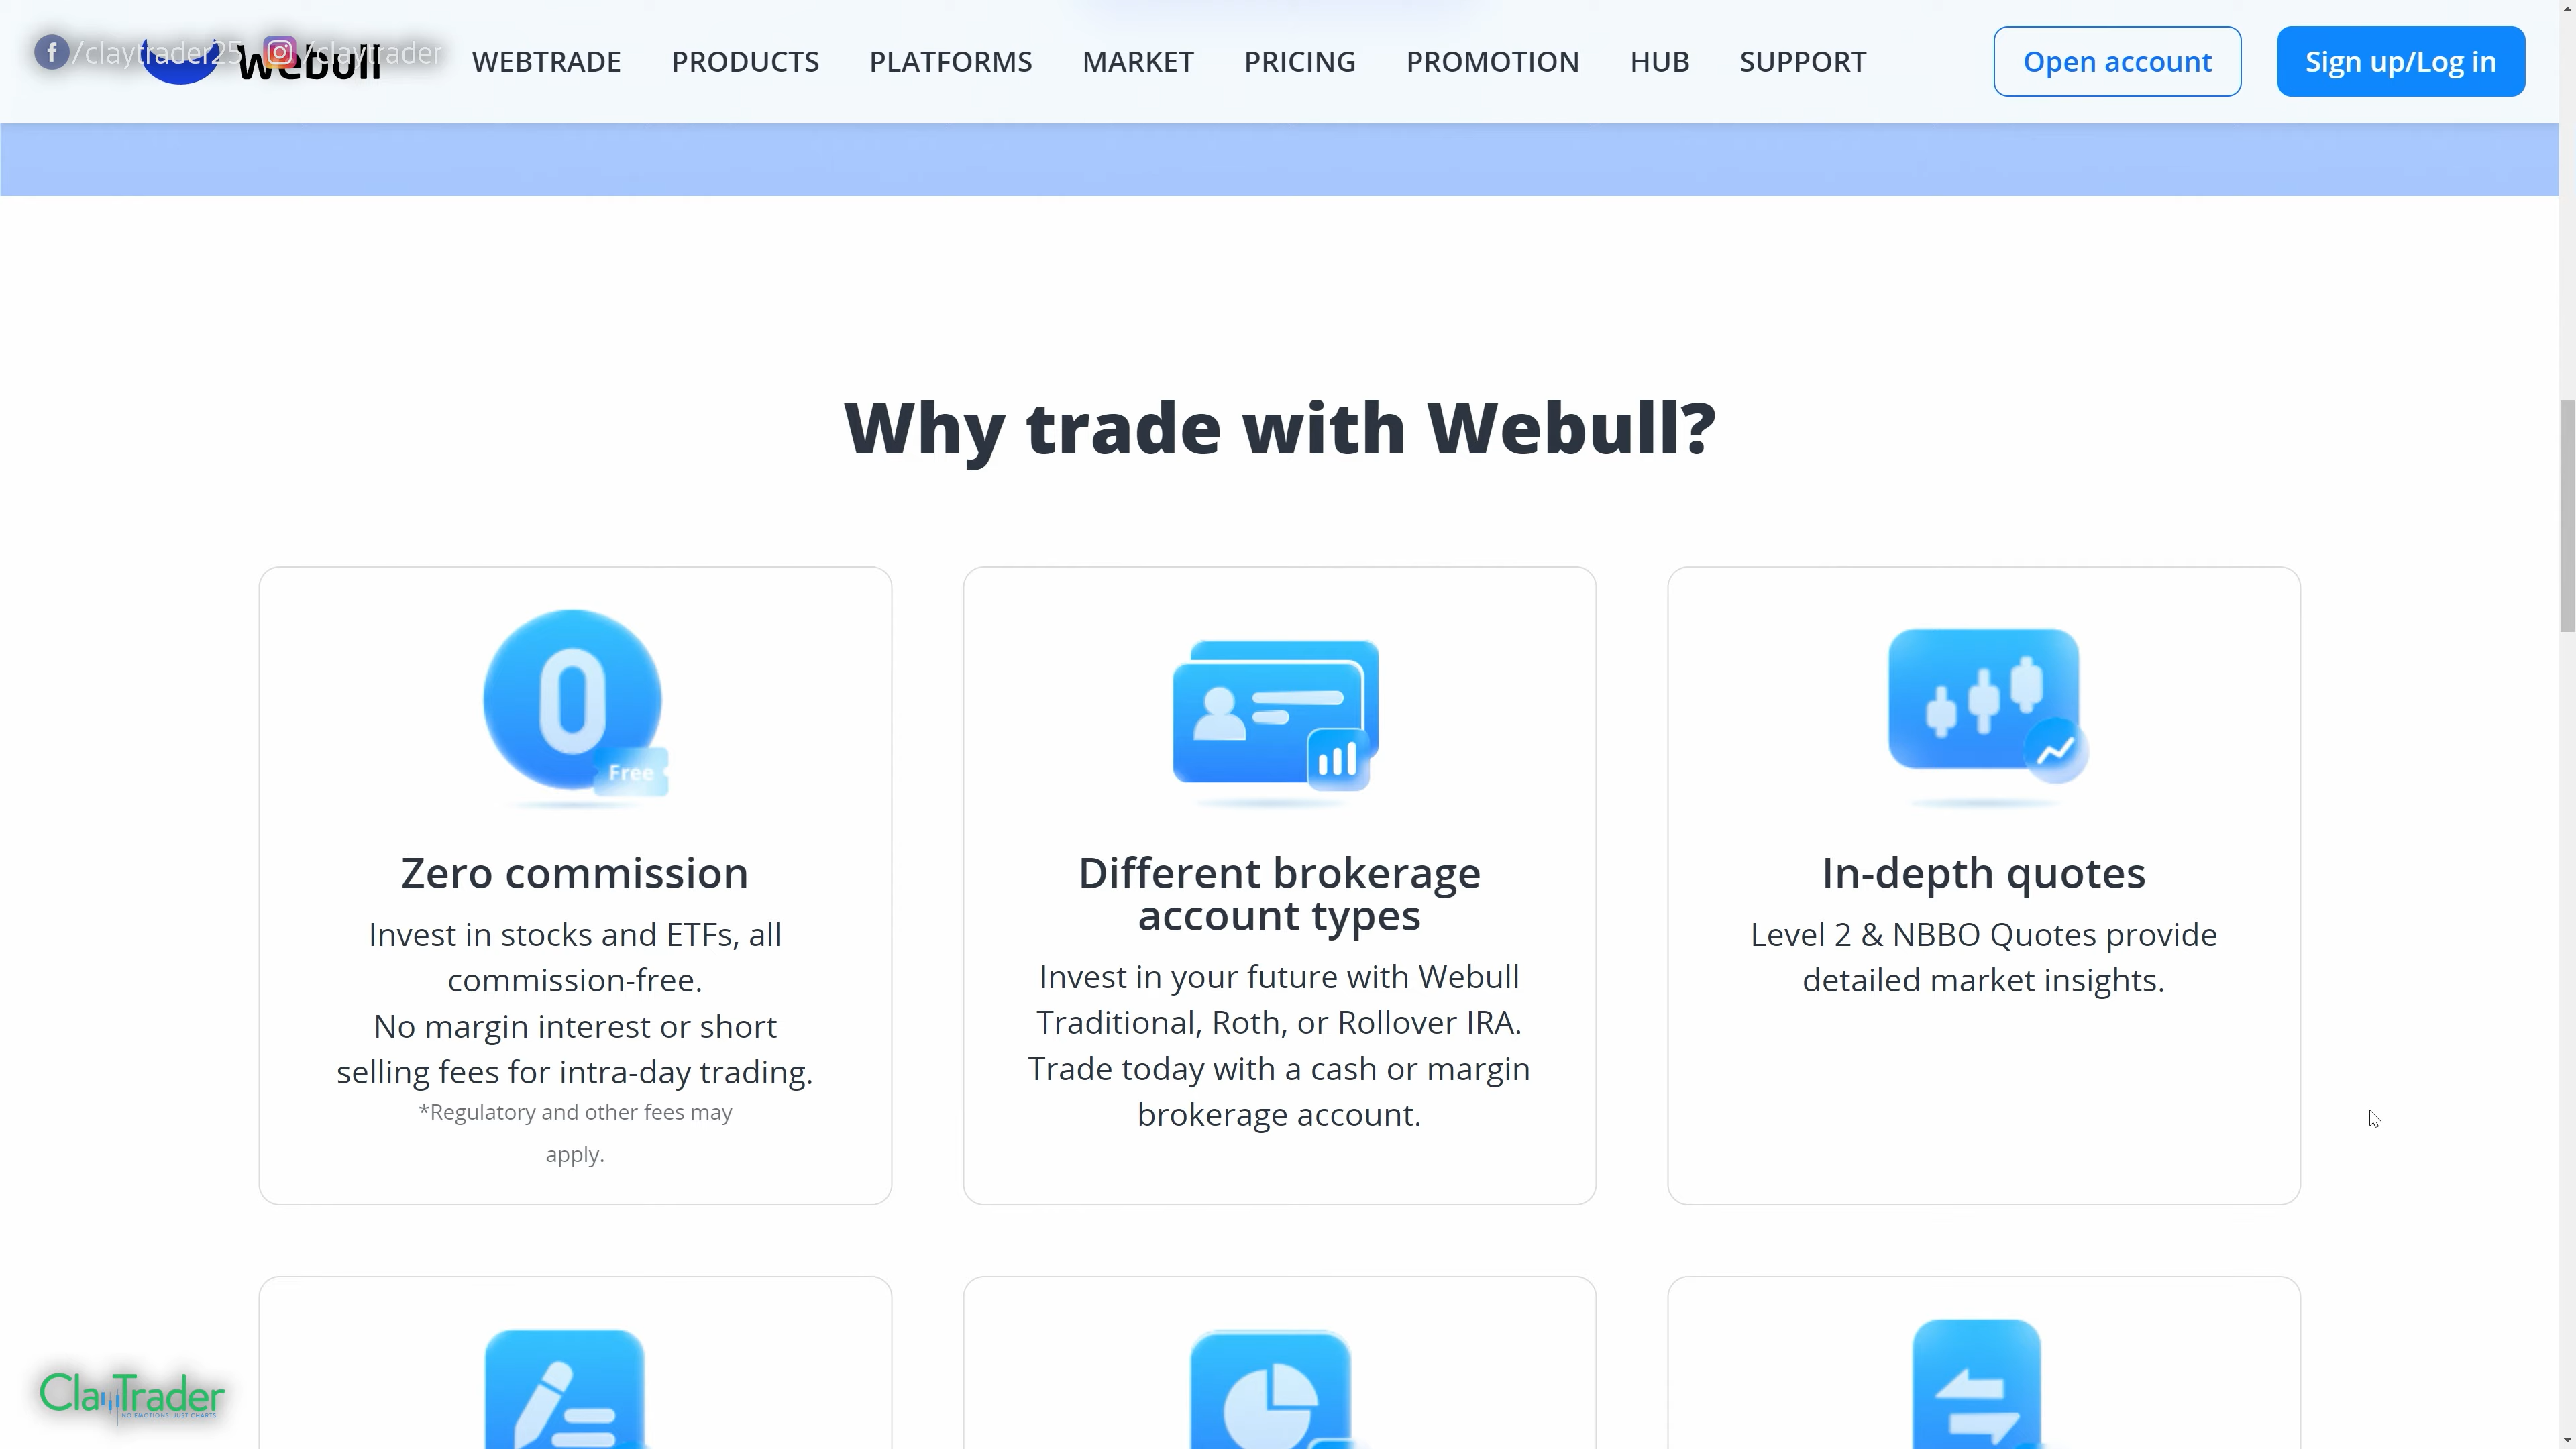 /claytrader25 /claytrader
Webull
WEBTRADE PRODUCTS PLATFORMS MARKET PRICING PROMOTION HUB SUPPORT Open account Sign up/Log in
Why trade with Webull?
0
Free
Zero commission
Invest in stocks and ETFs, all
commission-free.
No margin interest or short
selling fees for intra-day trading.
*Regulatory and other fees may
apply.
Different brokerage
account types
Invest in your future with Webull
Traditional, Roth, or Rollover IRA.
Trade today with a cash or margin
brokerage account.
In-depth quotes
Level 2 & NBBO Quotes provide
detailed market insights.
ClayTrader
NO EMOTIONS. JUST CHARTS.